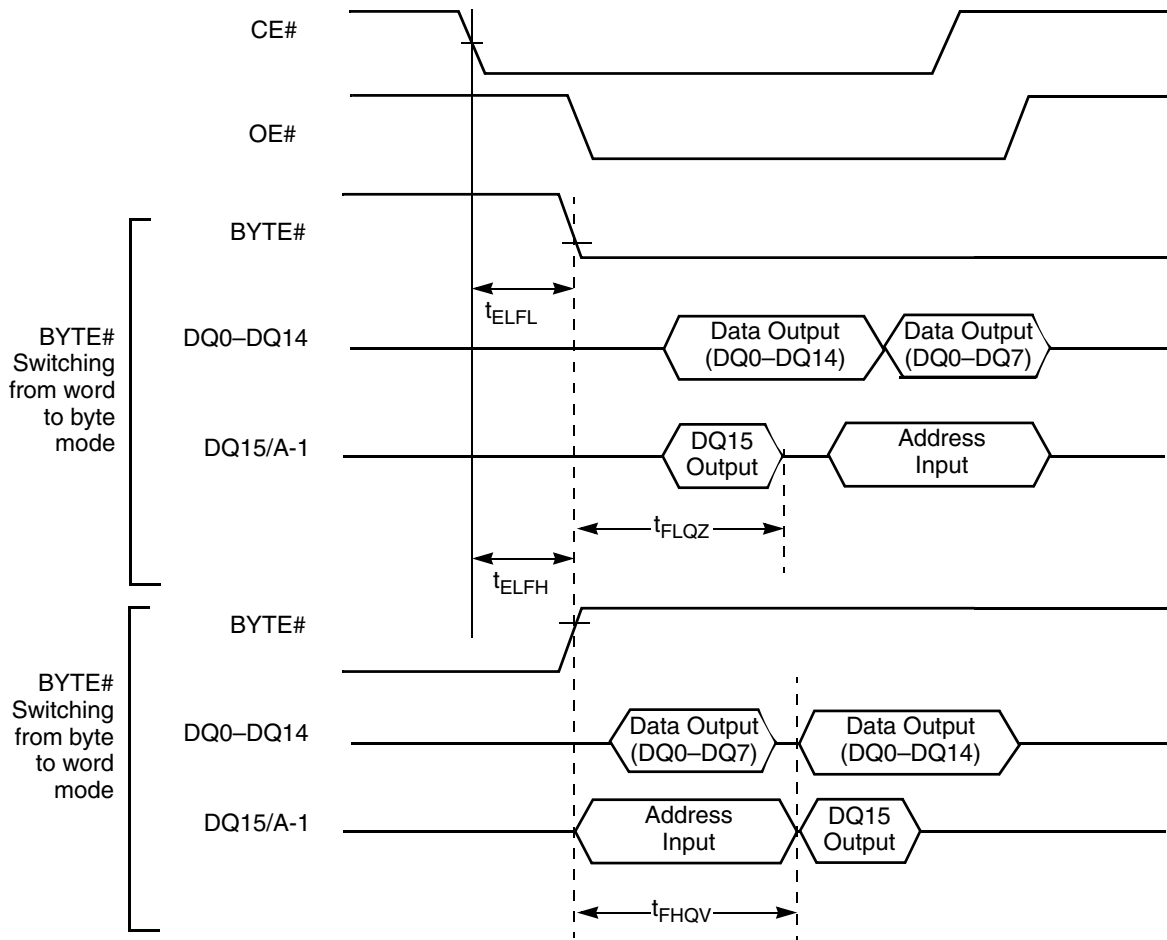 CE#
OE#
BYTE#
Switching
from word
to byte
mode
BYTE#
tELFL
DQ0–DQ14
Data Output
(DQ0–DQ14)
Data Output
(DQ0–DQ7)
DQ15/A-1
DQ15
Output
Address
Input
tFLQZ
tELFH
BYTE#
Switching
from byte
to word
mode
BYTE#
DQ0–DQ14
Data Output
(DQ0–DQ7)
Data Output
(DQ0–DQ14)
DQ15/A-1
Address
Input
DQ15
Output
tFHQV